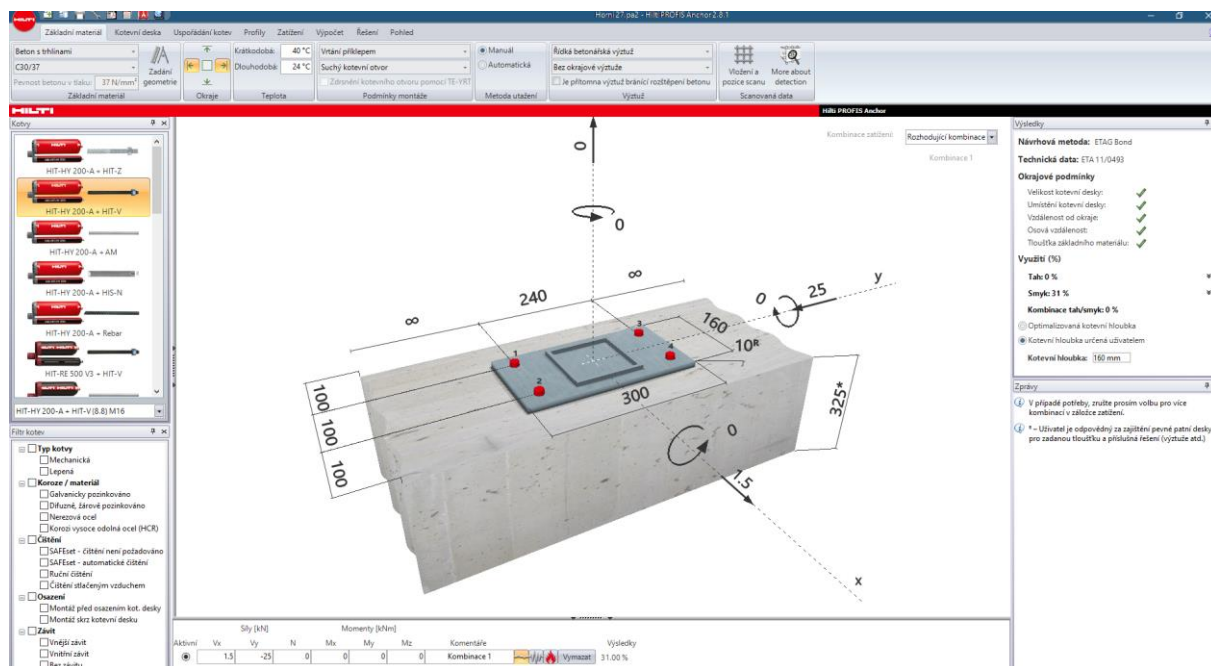 Horni 27.pa2 - Hilti PROFIS Anchor 2.8.1
HILTI
Základní materiál Kotevní deska Uspořádání kotev Profily Zatížení Výpočet Řešení Pohled
Beton s trhlinami
C30/37
Pevnost betonu v tlaku: 37 N/mm²
Zadání geometrie
Základní materiál
Okraje
Krátkodobá: 40 °C
Dlouhodobá: 24 °C
Teplota
Vrtání příklepem
Suchý kotevní otvor
Zdrsnění kotevního otvoru pomocí TE-YRT
Podmínky montáže
Manuál
Automatická
Metoda utažení
Řídká betonářská výztuž
Bez okrajové výztuže
Je přítomna výztuž bránící rozštěpení betonu
Výztuž
Vložení a pozice scanu
More about detection
Scanovaná data
HILTI
Hilti PROFIS Anchor
Kotvy
HIT-HY 200-A + HIT-Z
HIT-HY 200-A + HIT-V
HIT-HY 200-A + AM
HIT-HY 200-A + HIS-N
HIT-HY 200-A + Rebar
HIT-RE 500 V3 + HIT-V
HIT-HY 200-A + HIT-V (8.8) M16
Filtr kotev
Typ kotvy
Mechanická
Lepená
Koroze / materiál
Galvanicky pozinkováno
Difuzně, žárově pozinkováno
Nerezová ocel
Korozi vysoce odolná ocel (HCR)
Čištění
SAFEset - čištění není požadováno
SAFEset - automatické čištění
Ruční čištění
Čištění stlačeným vzduchem
Osazení
Montáž před osazením kot. desky
Montáž skrz kotevní desku
Závit
Vnější závit
Vnitřní závit
Bez závitu
Kombinace zatížení:
Rozhodující kombinace
Kombinace 1
0
0
∞
240
∞
y
0
25
160
10R
1
2
3
4
100
100
100
300
325*
0
1.5
x
Síly [kN] Momenty [kNm]
Aktivní Vx Vy N Mx My Mz Komentáře Výsledky
1.5 -25 0 0 0 0 Kombinace 1 Vymazat 31.00 %
Výsledky
Návrhová metoda: ETAG Bond
Technická data: ETA 11/0493
Okrajové podmínky
Velikost kotevní desky:
Umístění kotevní desky:
Vzdálenost od okraje:
Osová vzdálenost:
Tloušťka základního materiálu:
Využití (%)
Tah: 0 %
Smyk: 31 %
Kombinace tah/smyk: 0 %
Optimalizovaná kotevní hloubka
Kotevní hloubka určená uživatelem
Kotevní hloubka: 160 mm
Zprávy
V případě potřeby, zrušte prosím volbu pro více
kombinací v záložce zatížení.
* – Uživatel je odpovědný za zajištění pevné patní desky
pro zadanou tloušťku a příslušná řešení (výztuže atd.)